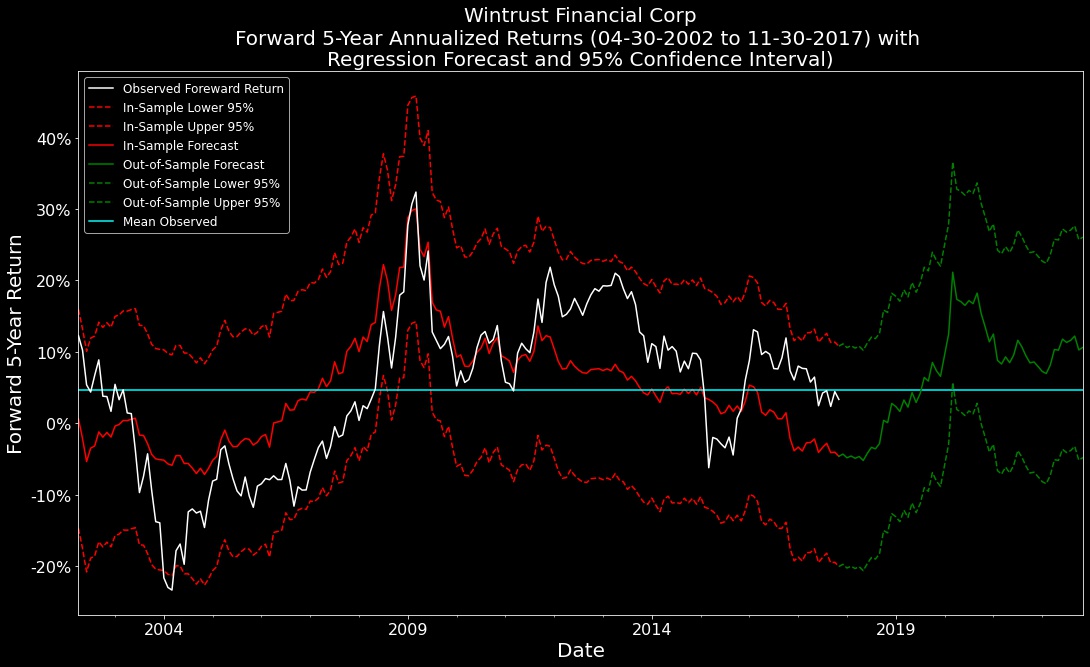 Wintrust Financial Corp
Forward 5-Year Annualized Returns (04-30-2002 to 11-30-2017) with
Regression Forecast and 95% Confidence Interval)
Observed Foreward Return
In-Sample Lower 95%
In-Sample Upper 95%
In-Sample Forecast
Out-of-Sample Forecast
Out-of-Sample Lower 95%
Out-of-Sample Upper 95%
Mean Observed
Forward 5-Year Return
40%
30%
20%
10%
0%
-10%
-20%
2004
2009
2014
2019
Date